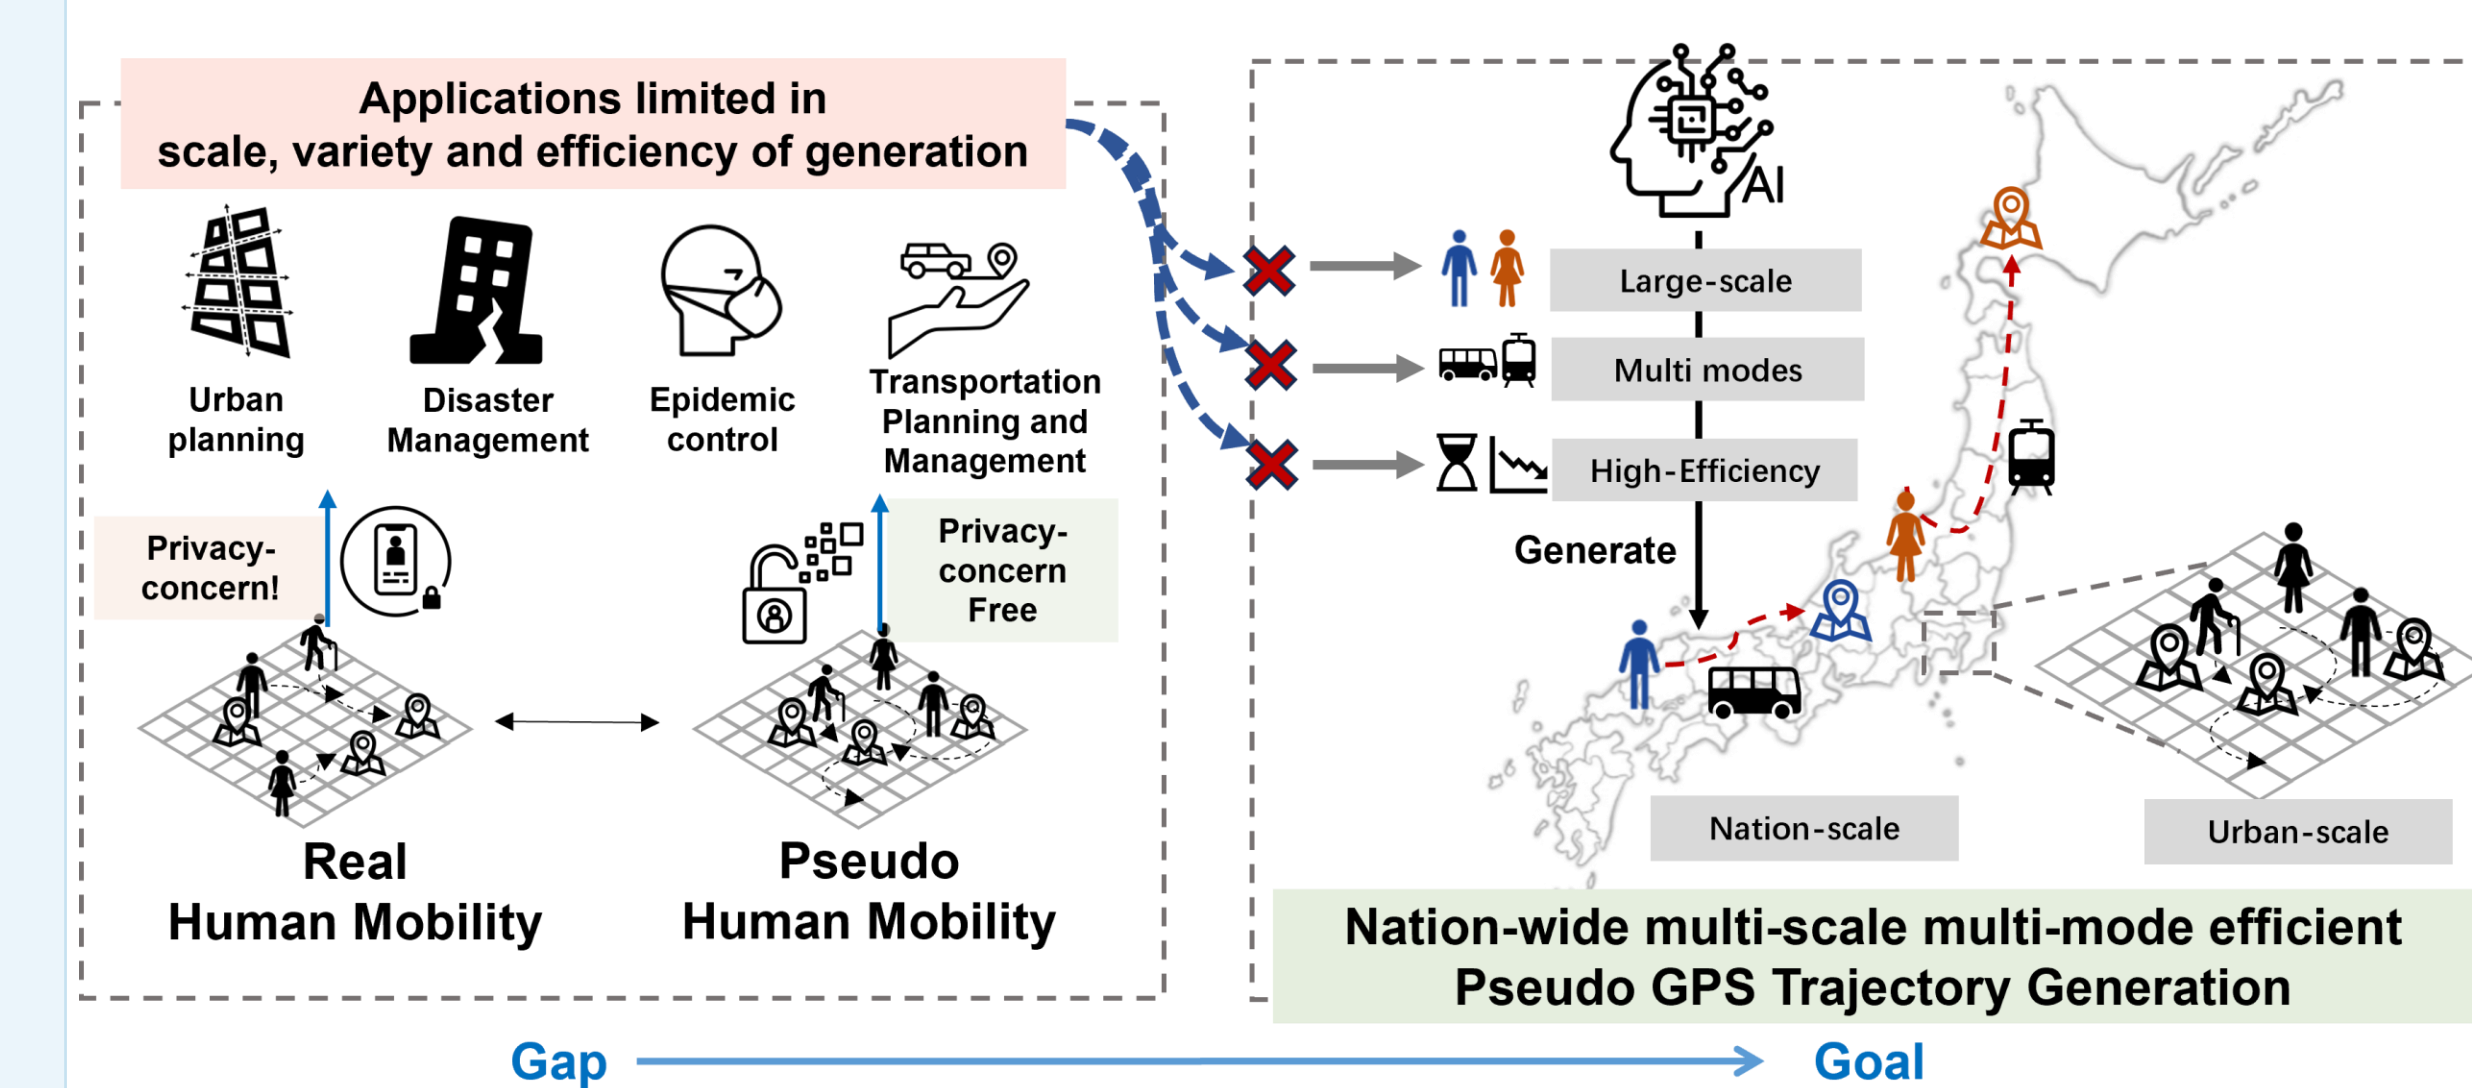 Applications limited in
scale, variety and efficiency of generation
Urban
planning
Disaster
Management
Epidemic
control
Transportation
Planning and
Management
Privacy-
concern!
Privacy-
concern
Free
Real
Human Mobility
Pseudo
Human Mobility
AI
Large-scale
Multi modes
High-Efficiency
Generate
Nation-scale
Urban-scale
Nation-wide multi-scale multi-mode efficient
Pseudo GPS Trajectory Generation
Gap
Goal